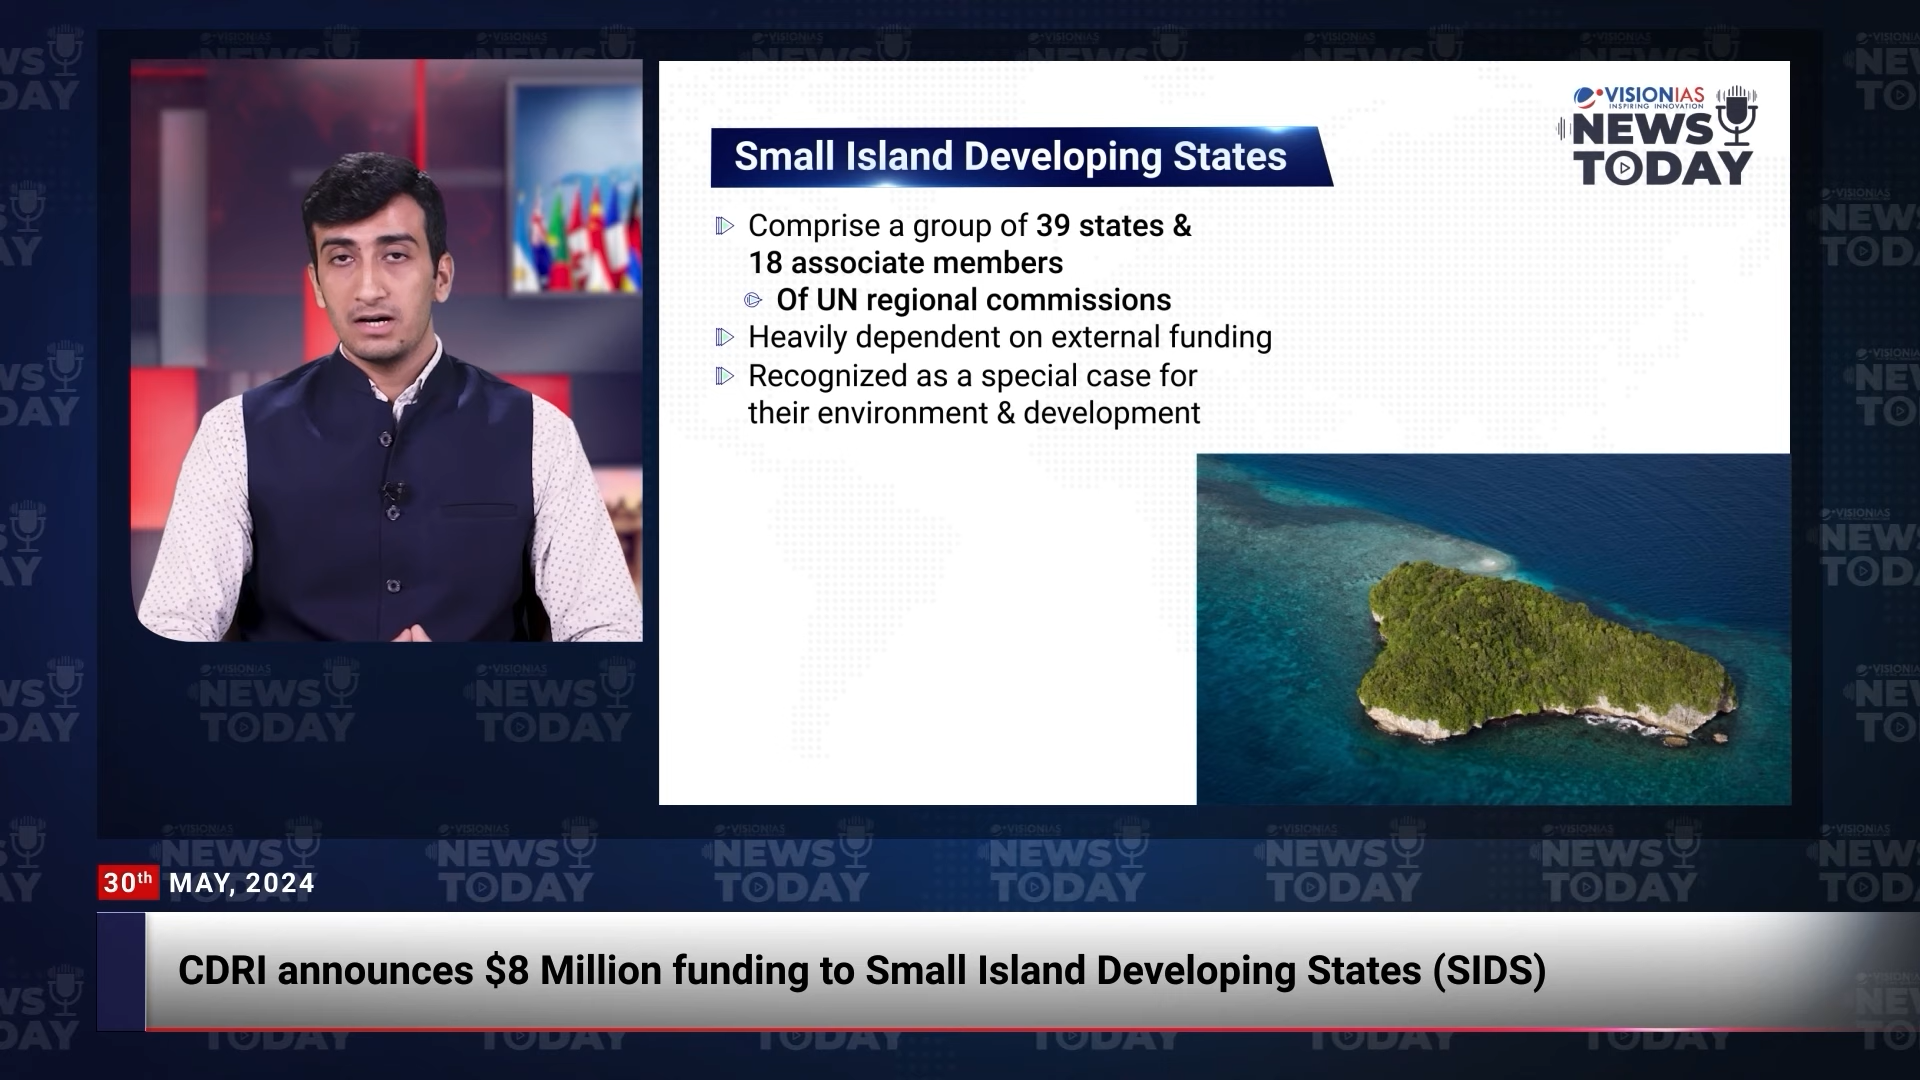 VISIONIAS
INSPIRING INNOVATION
NEWS
TODAY
Small Island Developing States
Comprise a group of 39 states &
18 associate members
Of UN regional commissions
Heavily dependent on external funding
Recognized as a special case for
their environment & development
30th MAY, 2024
CDRI announces $8 Million funding to Small Island Developing States (SIDS)